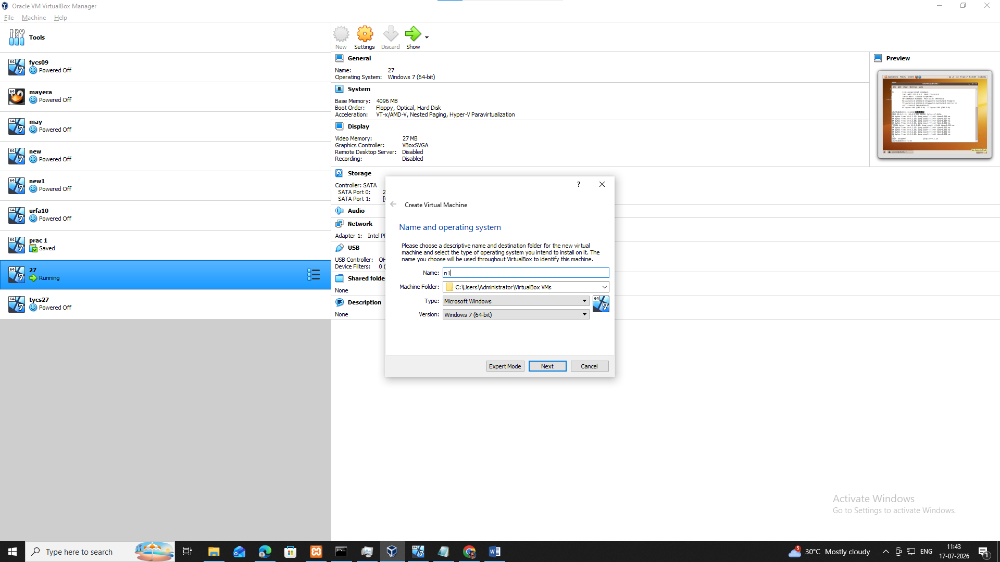 Oracle VM VirtualBox Manager
File Machine Help
Tools
fycs09
Powered Off
mayera
Powered Off
may
Powered Off
new
Powered Off
new1
Powered Off
urfa10
Powered Off
prac 1
Saved
27
Running
tycs27
Powered Off
New Settings Discard Show
General
Name: 27
Operating System: Windows 7 (64-bit)
System
Base Memory: 4096 MB
Boot Order: Floppy, Optical, Hard Disk
Acceleration: VT-x/AMD-V, Nested Paging, Hyper-V Paravirtualization
Display
Video Memory: 27 MB
Graphics Controller: VBoxSVGA
Remote Desktop Server: Disabled
Recording: Disabled
Storage
Controller: SATA
SATA Port 0: 2
SATA Port 1:
Audio
Network
Adapter 1: Intel
USB
USB Controller:
Device Filters: 0
Shared folde
None
Description
None
Preview
?
Create Virtual Machine
Name and operating system
Please choose a descriptive name and destination folder for the new virtual
machine and select the type of operating system you intend to install on it. The
name you choose will be used throughout VirtualBox to identify this machine.
Name: n1
Machine Folder: C:\Users\Administrator\VirtualBox VMs
Type: Microsoft Windows
Version: Windows 7 (64-bit)
Expert Mode Next Cancel
Activate Windows
Go to Settings to activate Windows.
Type here to search
30°C Mostly cloudy
ENG
11:43
17-07-2026